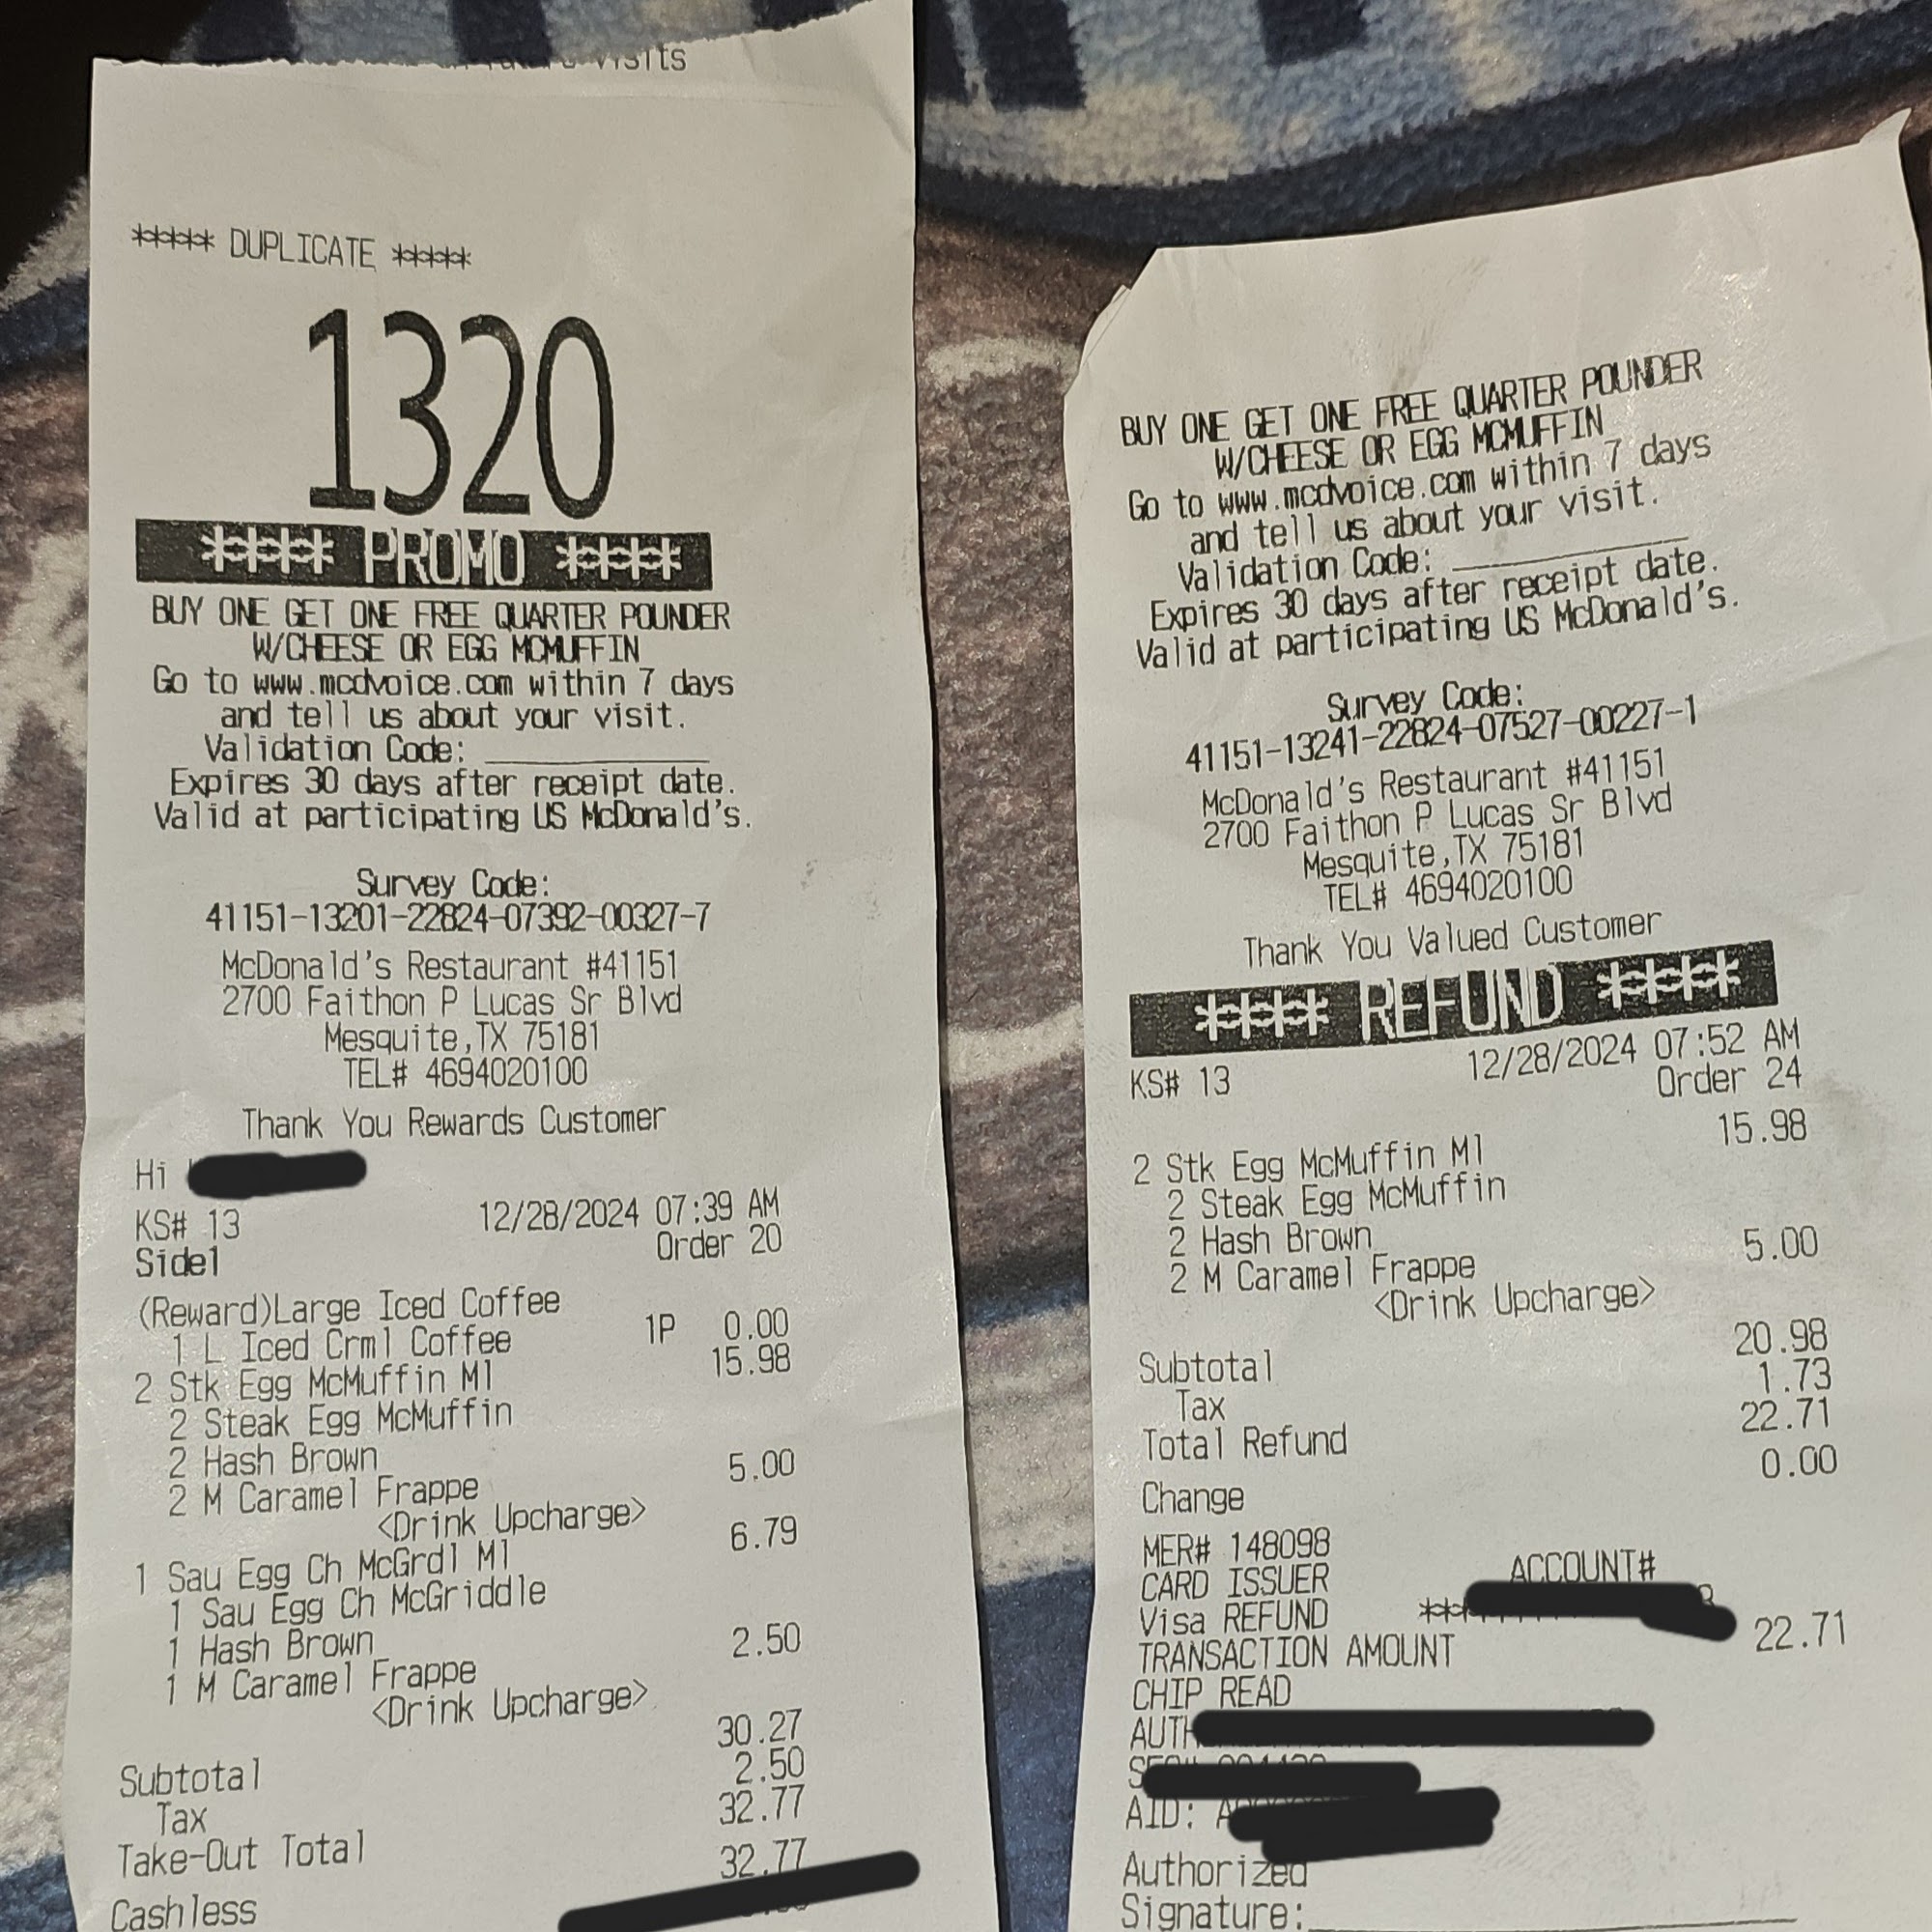 visits
***** DUPLICATE *****
1320
**** PROMO ****
BUY ONE GET ONE FREE QUARTER POUNDER
W/CHEESE OR EGG MCMUFFIN
Go to www.mcdvoice.com within 7 days
and tell us about your visit.
Validation Code: ____________
Expires 30 days after receipt date.
Valid at participating US McDonald's.
Survey Code:
41151-13201-22824-07392-00327-7
McDonald's Restaurant #41151
2700 Faithon P Lucas Sr Blvd
Mesquite,TX 75181
TEL# 4694020100
Thank You Rewards Customer
Hi
KS# 13 12/28/2024 07:39 AM
Side1 Order 20
(Reward)Large Iced Coffee
1 L Iced Crml Coffee 1P 0.00
2 Stk Egg McMuffin Ml 15.98
2 Steak Egg McMuffin
2 Hash Brown
2 M Caramel Frappe 5.00
<Drink Upcharge>
1 Sau Egg Ch McGrdl Ml 6.79
1 Sau Egg Ch McGriddle
1 Hash Brown
1 M Caramel Frappe 2.50
<Drink Upcharge>
Subtotal 30.27
Tax 2.50
Take-Out Total 32.77
Cashless 32.77
BUY ONE GET ONE FREE QUARTER POUNDER
W/CHEESE OR EGG MCMUFFIN
Go to www.mcdvoice.com within 7 days
and tell us about your visit.
Validation Code: ____________
Expires 30 days after receipt date.
Valid at participating US McDonald's.
Survey Code:
41151-13241-22824-07527-00227-1
McDonald's Restaurant #41151
2700 Faithon P Lucas Sr Blvd
Mesquite,TX 75181
TEL# 4694020100
Thank You Valued Customer
**** REFUND ****
KS# 13 12/28/2024 07:52 AM
Order 24
2 Stk Egg McMuffin Ml 15.98
2 Steak Egg McMuffin
2 Hash Brown
2 M Caramel Frappe 5.00
<Drink Upcharge>
Subtotal 20.98
Tax 1.73
Total Refund 22.71
Change 0.00
MER# 148098
CARD ISSUER ACCOUNT#
Visa REFUND
TRANSACTION AMOUNT 22.71
CHIP READ
AUTH
AID:
Authorized
Signature:____________